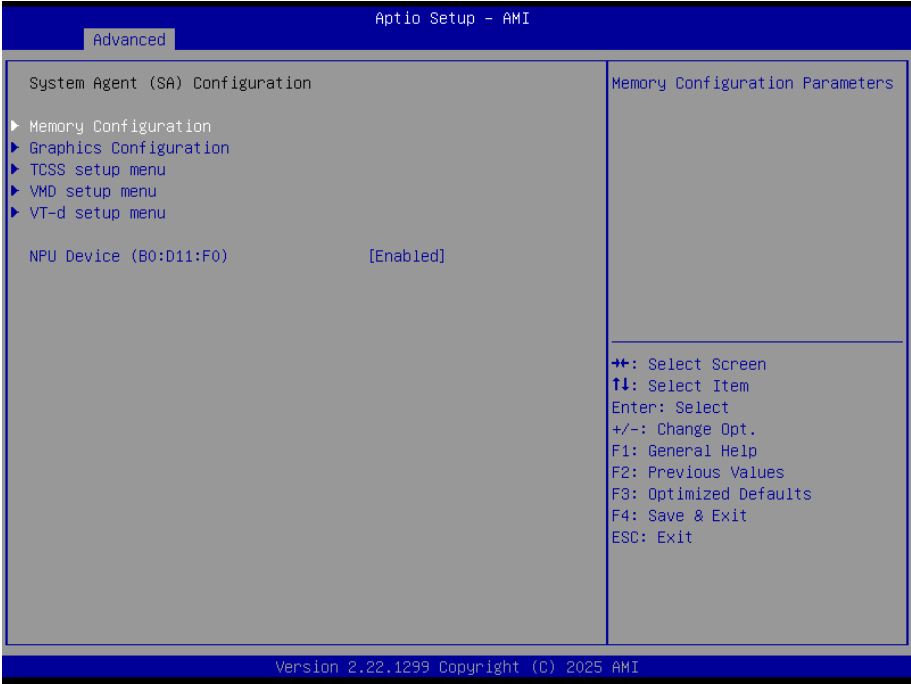 Aptio Setup – AMI
Advanced
System Agent (SA) Configuration
Memory Configuration
Graphics Configuration
TCSS setup menu
VMD setup menu
VT-d setup menu
NPU Device (B0:D11:F0) [Enabled]
Memory Configuration Parameters
→←: Select Screen
↑↓: Select Item
Enter: Select
+/-: Change Opt.
F1: General Help
F2: Previous Values
F3: Optimized Defaults
F4: Save & Exit
ESC: Exit
Version 2.22.1299 Copyright (C) 2025 AMI